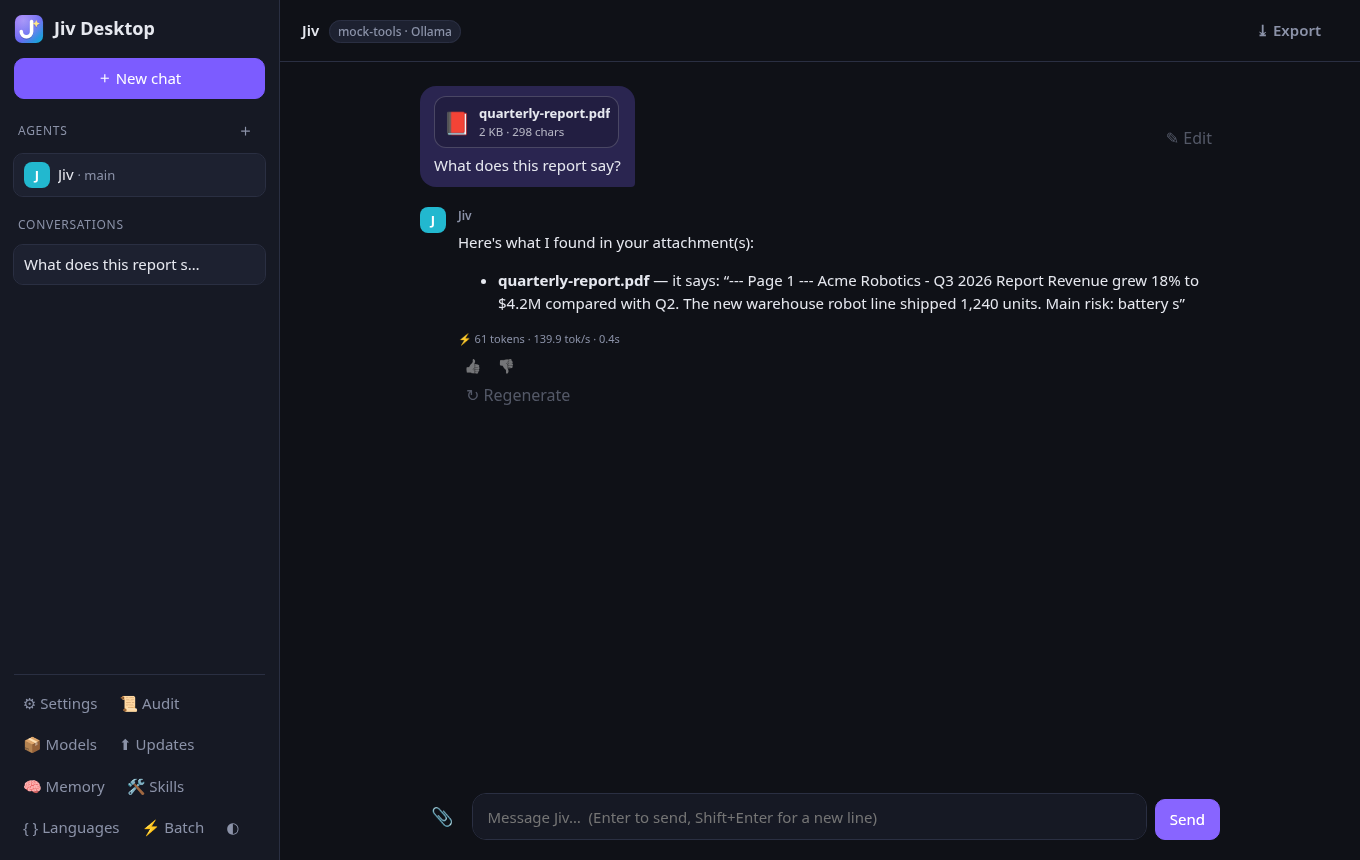 Jiv Desktop
+ New chat
AGENTS +
J Jiv · main
CONVERSATIONS
What does this report s...
⚙ Settings 📜 Audit
📦 Models ⬆ Updates
🧠 Memory 🛠️ Skills
{ } Languages ⚡ Batch ◐
Jiv mock-tools · Ollama
⤓ Export
quarterly-report.pdf
2 KB · 298 chars
What does this report say?
✎ Edit
J Jiv
Here's what I found in your attachment(s):
• quarterly-report.pdf — it says: “--- Page 1 --- Acme Robotics - Q3 2026 Report Revenue grew 18% to
$4.2M compared with Q2. The new warehouse robot line shipped 1,240 units. Main risk: battery s”
⚡ 61 tokens · 139.9 tok/s · 0.4s
👍 👎
↻ Regenerate
📎 Message Jiv... (Enter to send, Shift+Enter for a new line)
Send